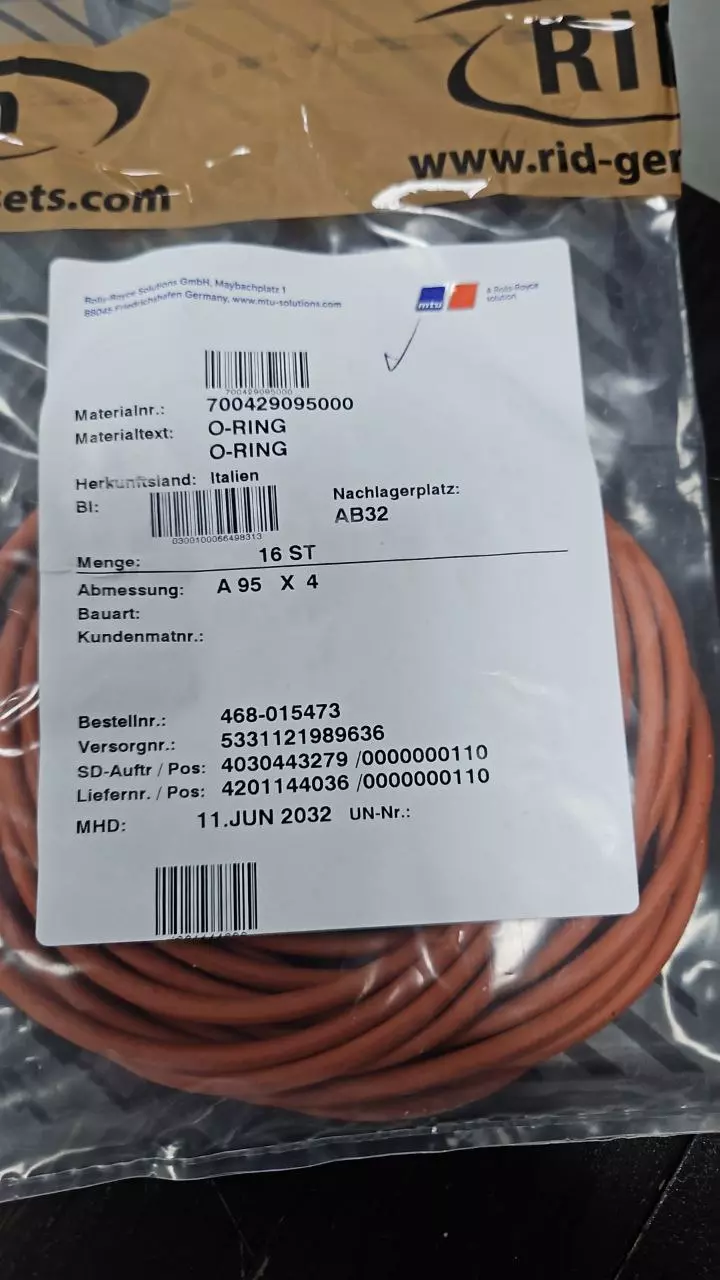 RI
www.rid-ger
ets.com
Rolls-Royce Solutions GmbH, Maybachplatz 1
88045 Friedrichshafen Germany, www.mtu-solutions.com
mtu
A Rolls-Royce
solution
700429095000
Materialnr.: 700429095000
Materialtext: O-RING
O-RING
Herkunftsland: Italien
BI:
0300100066498313
Nachlagerplatz:
AB32
Menge: 16 ST
Abmessung: A 95 X 4
Bauart:
Kundenmatnr.:
Bestellnr.: 468-015473
Versorgnr.: 5331121989636
SD-Auftr / Pos: 4030443279 /0000000110
Liefernr. / Pos: 4201144036 /0000000110
MHD: 11.JUN 2032 UN-Nr.: